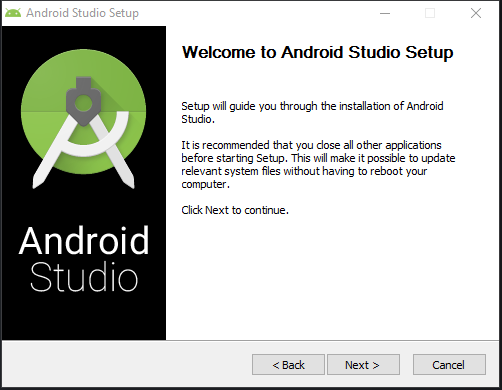 Android Studio Setup
Welcome to Android Studio Setup
Setup will guide you through the installation of Android
Studio.
It is recommended that you close all other applications
before starting Setup. This will make it possible to update
relevant system files without having to reboot your
computer.
Click Next to continue.
Android
Studio
< Back
Next >
Cancel